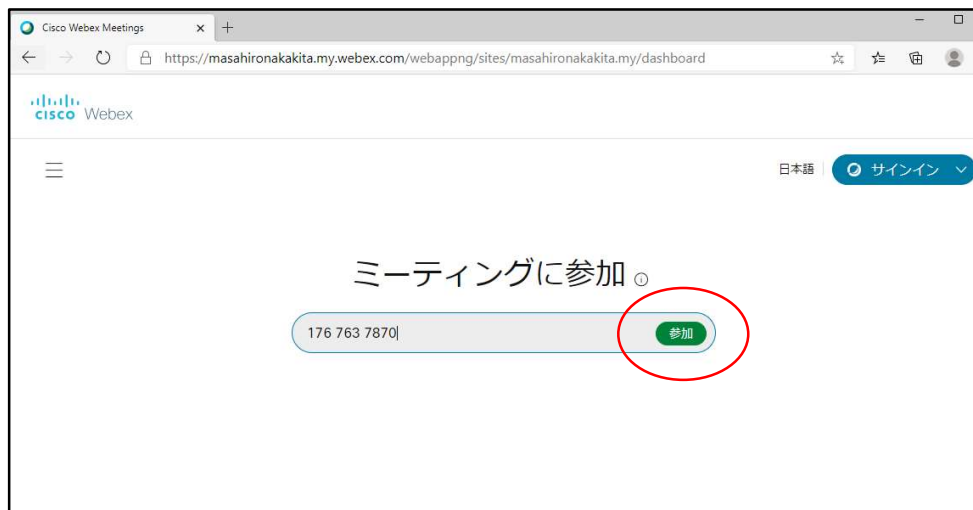 Cisco Webex Meetings
https://masahironakakita.my.webex.com/webappng/sites/masahironakakita.my/dashboard
CISCO Webex
日本語 サインイン
ミーティングに参加
176 763 7870 参加